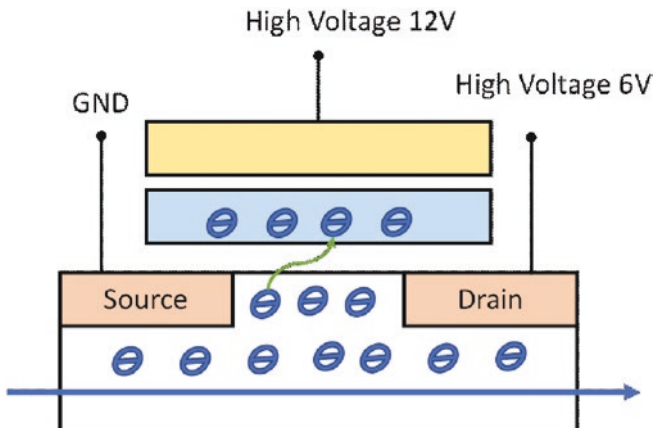 High Voltage 12V
GND
High Voltage 6V
Source
Drain